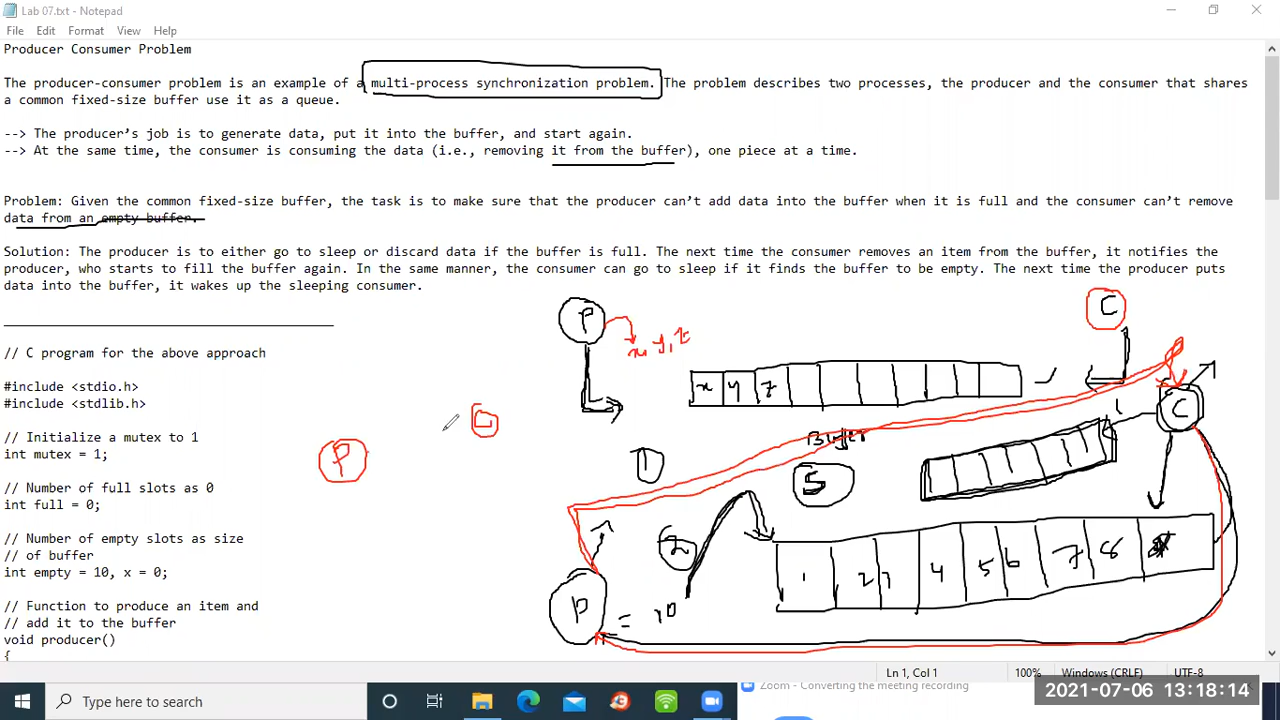 Lab 07.txt - Notepad
File Edit Format View Help
Producer Consumer Problem
The producer-consumer problem is an example of a multi-process synchronization problem. The problem describes two processes, the producer and the consumer that shares
a common fixed-size buffer use it as a queue.
--> The producer's job is to generate data, put it into the buffer, and start again.
--> At the same time, the consumer is consuming the data (i.e., removing it from the buffer), one piece at a time.
Problem: Given the common fixed-size buffer, the task is to make sure that the producer can't add data into the buffer when it is full and the consumer can't remove
data from an empty buffer.
Solution: The producer is to either go to sleep or discard data if the buffer is full. The next time the consumer removes an item from the buffer, it notifies the
producer, who starts to fill the buffer again. In the same manner, the consumer can go to sleep if it finds the buffer to be empty. The next time the producer puts
data into the buffer, it wakes up the sleeping consumer.
P
C
x, y, z
// C program for the above approach
x y z
#include <stdio.h>
#include <stdlib.h>
C
C
Buffer
// Initialize a mutex to 1
int mutex = 1;
P
1
5
// Number of full slots as 0
int full = 0;
// Number of empty slots as size
// of buffer
int empty = 10, x = 0;
2
1 2 3 4 5 6 7 8
// Function to produce an item and
// add it to the buffer
void producer()
{
P = 10
Ln 1, Col 1 100% Windows (CRLF) UTF-8
Type here to search
Zoom - Converting the meeting recording
2021-07-06 13:18:14